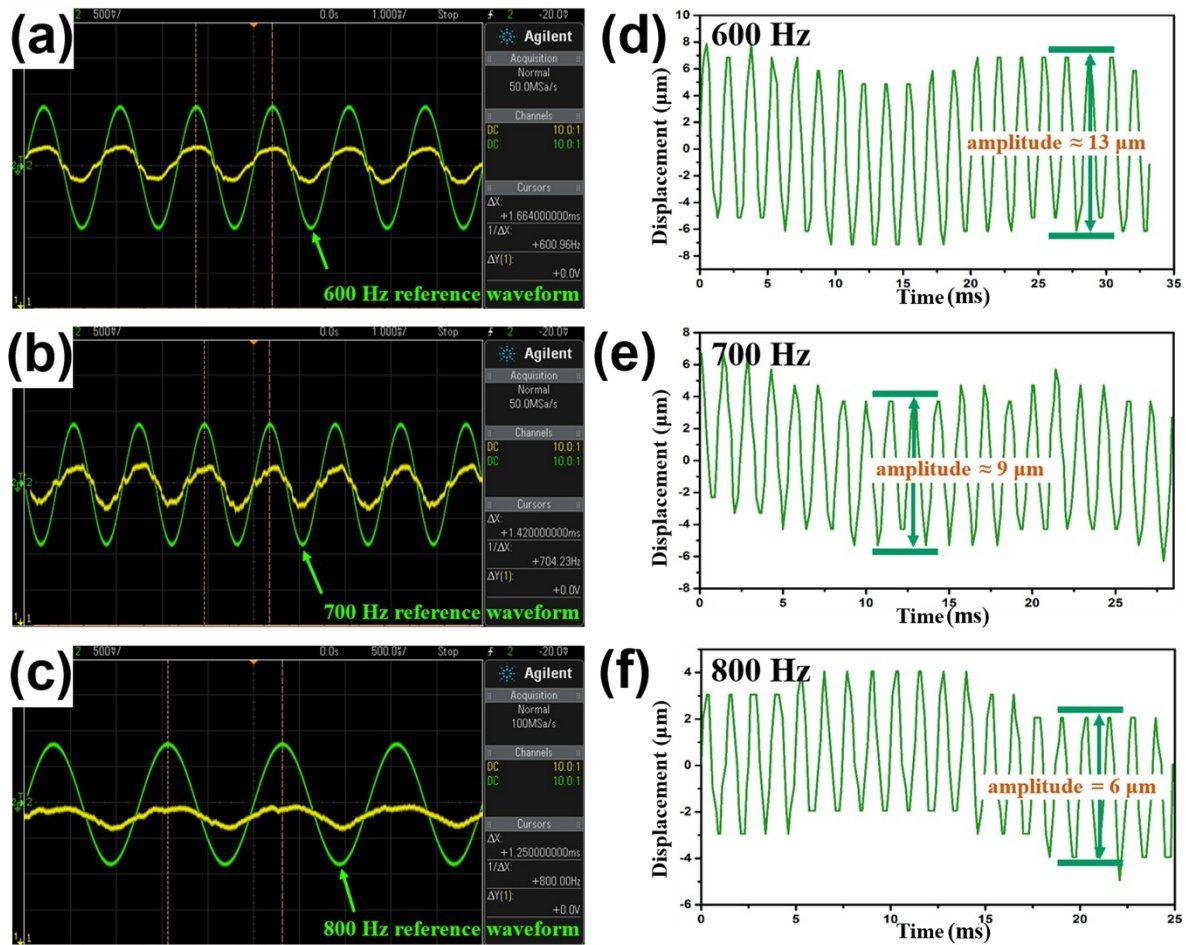 (a)
2 500♥/ 0.0s 1.000♥/ Stop 2 -20.0♥
Agilent
Acquisition
Normal
50.0MSa/s
Channels
DC 10.0:1
DC 10.0:1
Cursors
ΔX:
+1.664000000ms
1/ΔX:
+600.96Hz
ΔY(1):
+0.0V
600 Hz reference waveform
(d)
600 Hz
10
8
6
4
2
0
-2
-4
-6
-8
Displacement (μm)
amplitude ≈ 13 μm
0 5 10 15 20 25 30 35
Time (ms)
(b)
2 500♥/ 0.0s 1.000♥/ Stop 2 -20.0♥
Agilent
Acquisition
Normal
50.0MSa/s
Channels
DC 10.0:1
DC 10.0:1
Cursors
ΔX:
+1.420000000ms
1/ΔX:
+704.23Hz
ΔY(1):
+0.0V
700 Hz reference waveform
(e)
700 Hz
8
6
4
2
0
-2
-4
-6
-8
Displacement (μm)
amplitude ≈ 9 μm
0 5 10 15 20 25
Time (ms)
(c)
2 500♥/ 0.0s 500.0♥/ Stop 2 -20.0♥
Agilent
Acquisition
Normal
100MSa/s
Channels
DC 10.0:1
DC 10.0:1
Cursors
ΔX:
+1.250000000ms
1/ΔX:
+800.00Hz
ΔY(1):
+0.0V
800 Hz reference waveform
(f)
800 Hz
4
2
0
-2
-4
-6
Displacement (μm)
amplitude = 6 μm
0 5 10 15 20 25
Time (ms)